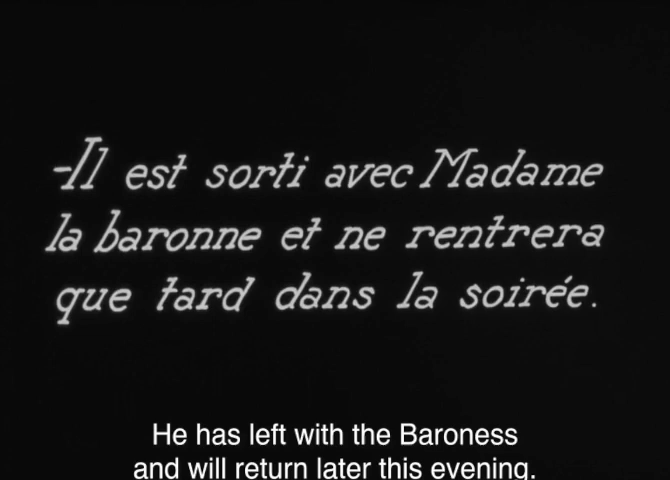 -Il est sorti avec Madame
la baronne et ne rentrera
que tard dans la soirée.
He has left with the Baroness
and will return later this evening.